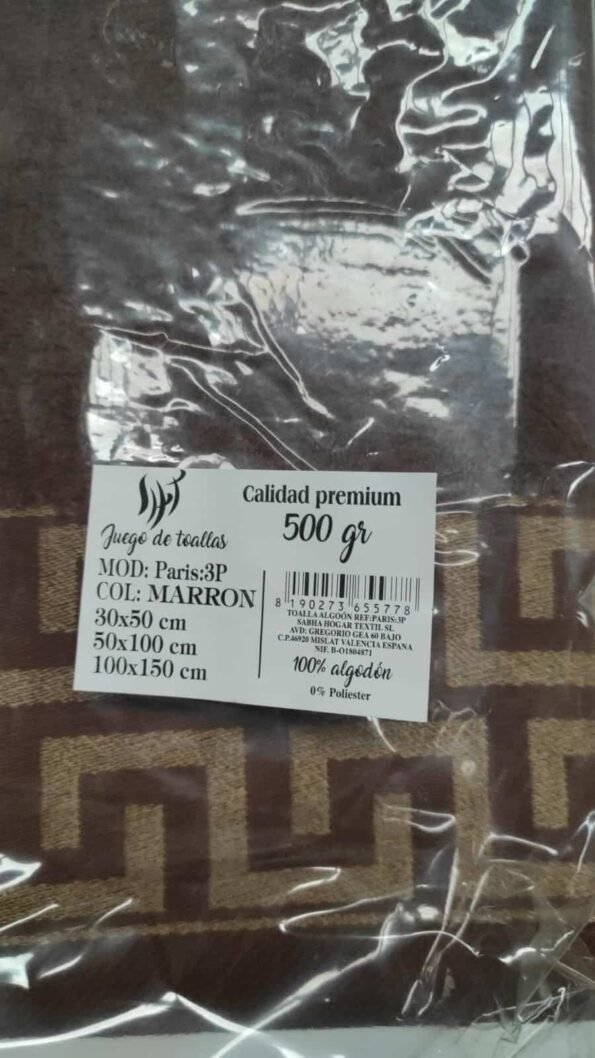 Juego de toallas
MOD: Paris:3P
COL: MARRON
30x50 cm
50x100 cm
100x150 cm
Calidad premium
500 gr
8 190273 655778
TOALLA ALGOÓN REF:PARIS:3P
SABHA HOGAR TEXTIL SL
AVD: GREGORIO GEA 60 BAJO
C.P.46920 MISLAT VALENCIA ESPANA
NIF. B-O1804871
100% algodón
0% Poliester